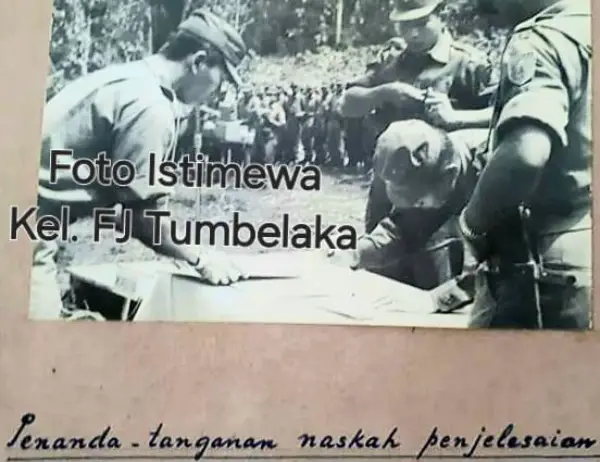 Foto Istimewa
Kel. FJ Tumbelaka
Penanda-tanganan naskah penjelesaian